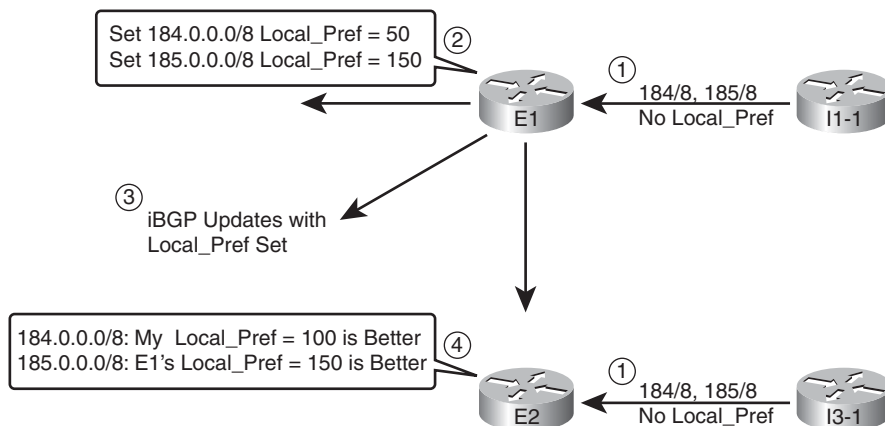 Set 184.0.0.0/8 Local_Pref = 50
Set 185.0.0.0/8 Local_Pref = 150
2
1
184/8, 185/8
No Local_Pref
E1
I1-1
3
iBGP Updates with
Local_Pref Set
184.0.0.0/8: My Local_Pref = 100 is Better
185.0.0.0/8: E1's Local_Pref = 150 is Better
4
1
184/8, 185/8
No Local_Pref
E2
I3-1